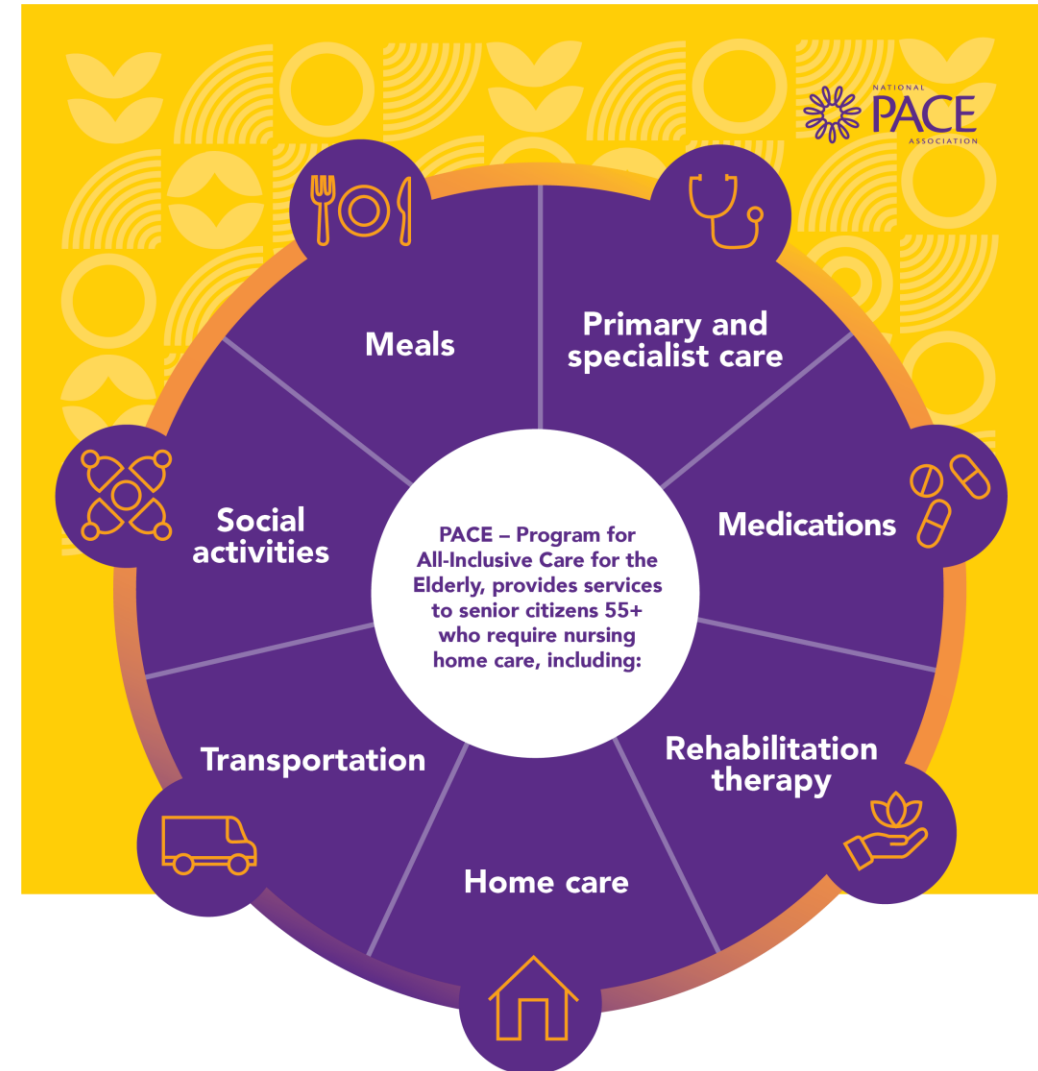 NATIONAL
PACE
ASSOCIATION
Meals
Primary and
specialist care
Medications
Rehabilitation
therapy
Home care
Transportation
Social
activities
PACE – Program for
All-Inclusive Care for the
Elderly, provides services
to senior citizens 55+
who require nursing
home care, including: